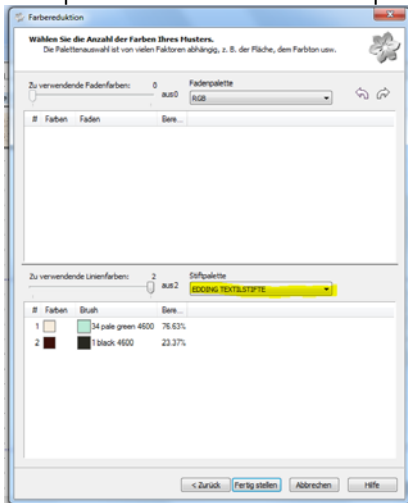 Farbereduktion
Wählen Sie die Anzahl der Farben Ihres Musters.
Die Palettenauswahl ist von vielen Faktoren abhängig, z. B. der Fläche, dem Farbton usw.
Zu verwendende Fadenfarben: 0 aus0 Fadenpalette
RGB
# Farben Faden Bere...
Zu verwendende Linienfarben: 2 aus2 Stiftpalette
EDDING TEXTILSTIFTE
# Farben Brush Bere...
1 34 pale green 4600 76.63%
2 1 black 4600 23.37%
< Zurück Fertig stellen Abbrechen Hilfe